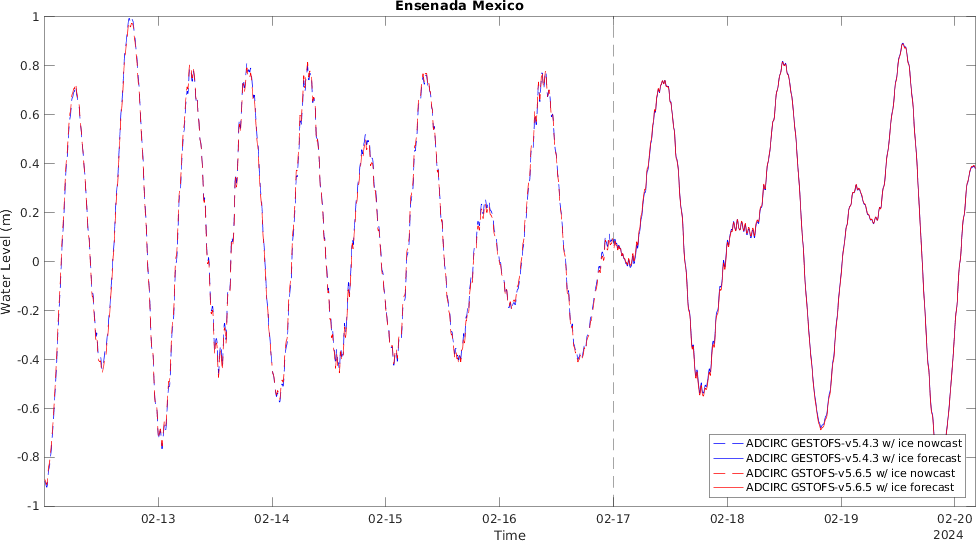 Ensenada Mexico
1
0.8
0.6
0.4
0.2
0
-0.2
-0.4
-0.6
-0.8
-1
Water Level (m)
ADCIRC GESTOFS-v5.4.3 w/ ice nowcast
ADCIRC GESTOFS-v5.4.3 w/ ice forecast
ADCIRC GSTOFS-v5.6.5 w/ ice nowcast
ADCIRC GSTOFS-v5.6.5 w/ ice forecast
02-13 02-14 02-15 02-16 02-17 02-18 02-19 02-20
Time
2024